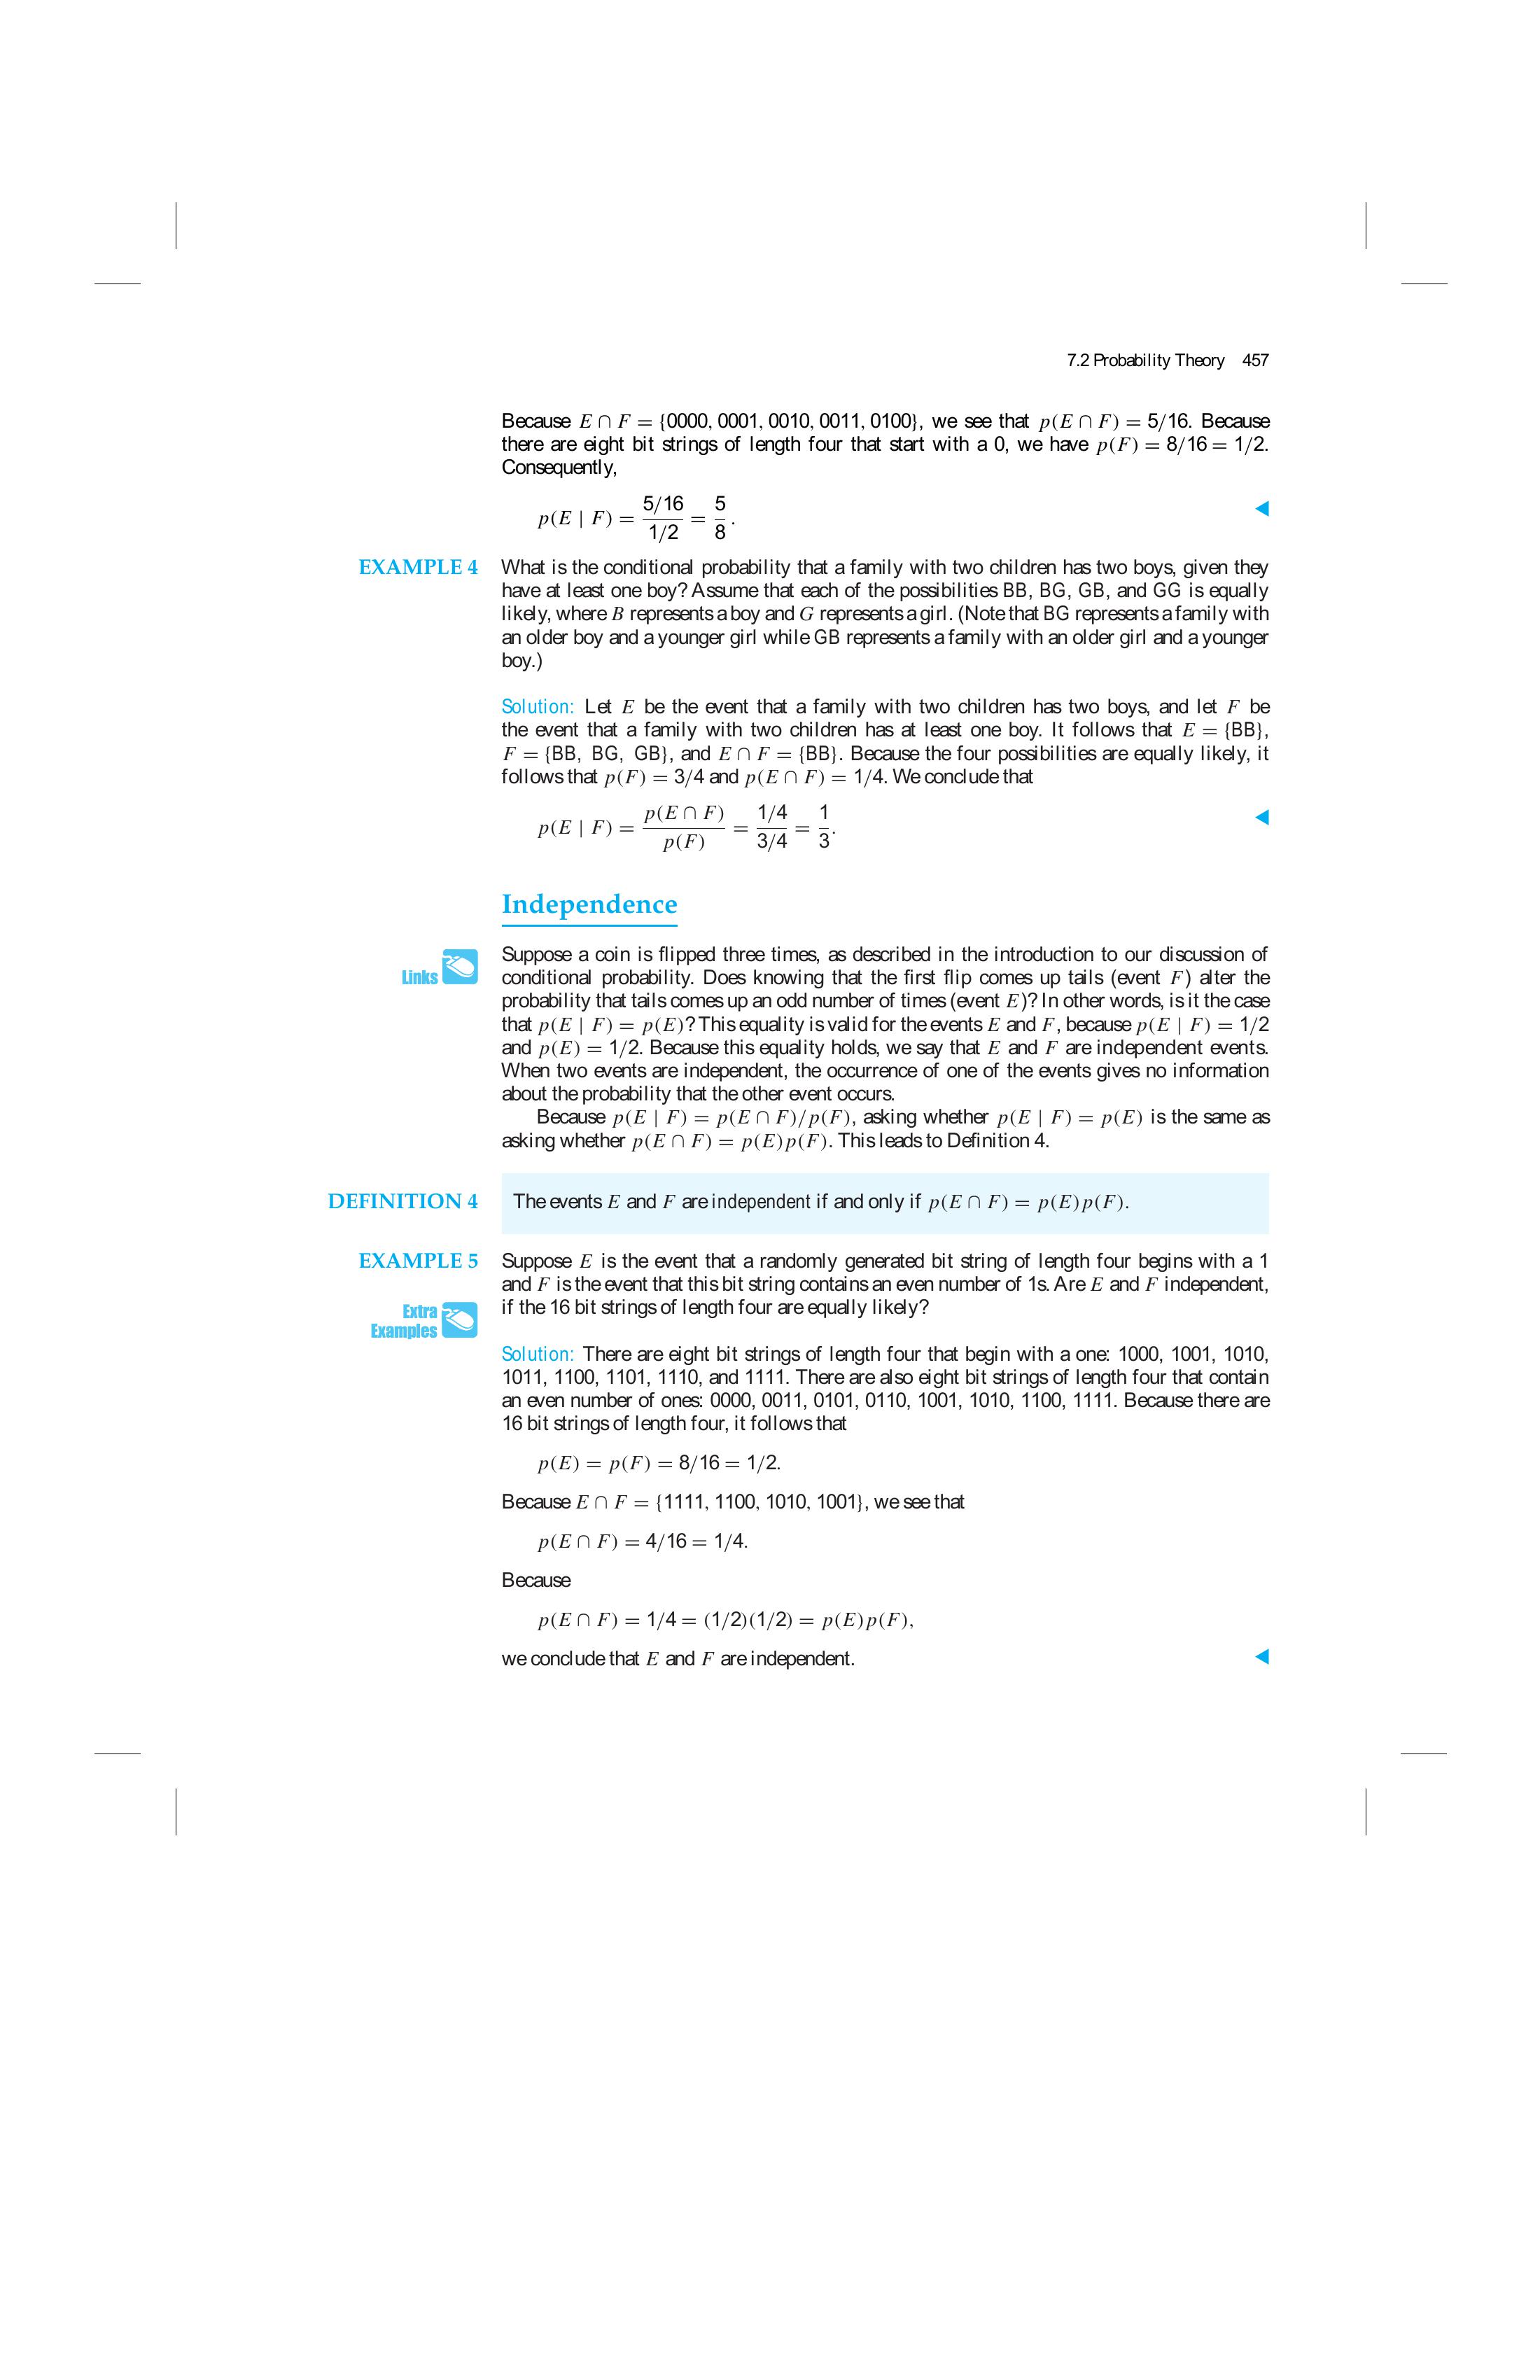 7.2 Probability Theory 457
Because E ∩ F = {0000, 0001, 0010, 0011, 0100}, we see that p(E ∩ F) = 5/16. Because
there are eight bit strings of length four that start with a 0, we have p(F) = 8/16 = 1/2.
Consequently,
p(E | F) = 5/16 / 1/2 = 5/8.
EXAMPLE 4 What is the conditional probability that a family with two children has two boys, given they
have at least one boy? Assume that each of the possibilities BB, BG, GB, and GG is equally
likely, where B represents a boy and G represents a girl. (Note that BG represents a family with
an older boy and a younger girl while GB represents a family with an older girl and a younger
boy.)
Solution: Let E be the event that a family with two children has two boys, and let F be
the event that a family with two children has at least one boy. It follows that E = {BB},
F = {BB, BG, GB}, and E ∩ F = {BB}. Because the four possibilities are equally likely, it
follows that p(F) = 3/4 and p(E ∩ F) = 1/4. We conclude that
p(E | F) = p(E ∩ F) / p(F) = 1/4 / 3/4 = 1/3.
Independence
Links
Suppose a coin is flipped three times, as described in the introduction to our discussion of
conditional probability. Does knowing that the first flip comes up tails (event F) alter the
probability that tails comes up an odd number of times (event E)? In other words, is it the case
that p(E | F) = p(E)? This equality is valid for the events E and F, because p(E | F) = 1/2
and p(E) = 1/2. Because this equality holds, we say that E and F are independent events.
When two events are independent, the occurrence of one of the events gives no information
about the probability that the other event occurs.
Because p(E | F) = p(E ∩ F)/p(F), asking whether p(E | F) = p(E) is the same as
asking whether p(E ∩ F) = p(E)p(F). This leads to Definition 4.
DEFINITION 4 The events E and F are independent if and only if p(E ∩ F) = p(E)p(F).
EXAMPLE 5 Suppose E is the event that a randomly generated bit string of length four begins with a 1
and F is the event that this bit string contains an even number of 1s. Are E and F independent,
if the 16 bit strings of length four are equally likely?
Extra
Examples
Solution: There are eight bit strings of length four that begin with a one: 1000, 1001, 1010,
1011, 1100, 1101, 1110, and 1111. There are also eight bit strings of length four that contain
an even number of ones: 0000, 0011, 0101, 0110, 1001, 1010, 1100, 1111. Because there are
16 bit strings of length four, it follows that
p(E) = p(F) = 8/16 = 1/2.
Because E ∩ F = {1111, 1100, 1010, 1001}, we see that
p(E ∩ F) = 4/16 = 1/4.
Because
p(E ∩ F) = 1/4 = (1/2)(1/2) = p(E)p(F),
we conclude that E and F are independent.